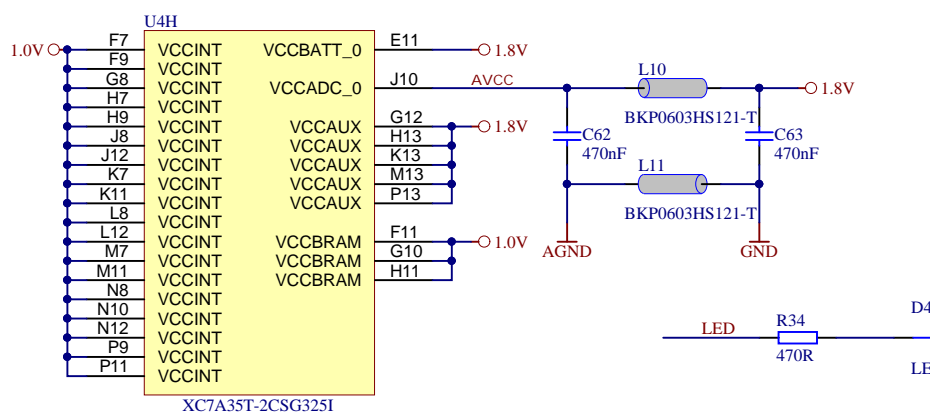 U4H
1.0V
F7 VCCINT VCCBATT_0 E11 1.8V
F9 VCCINT
G8 VCCINT VCCADC_0 J10 AVCC L10 1.8V
H7 VCCINT BKP0603HS121-T
H9 VCCINT VCCAUX G12 1.8V
J8 VCCINT VCCAUX H13 C62 C63
J12 VCCINT VCCAUX K13 470nF 470nF
K7 VCCINT VCCAUX M13 L11
K11 VCCINT VCCAUX P13
L8 VCCINT BKP0603HS121-T
L12 VCCINT VCCBRAM F11 1.0V
M7 VCCINT VCCBRAM G10 AGND GND
M11 VCCINT VCCBRAM H11
N8 VCCINT
N10 VCCINT D4
N12 VCCINT LED R34
P9 VCCINT 470R LE
P11 VCCINT
XC7A35T-2CSG325I